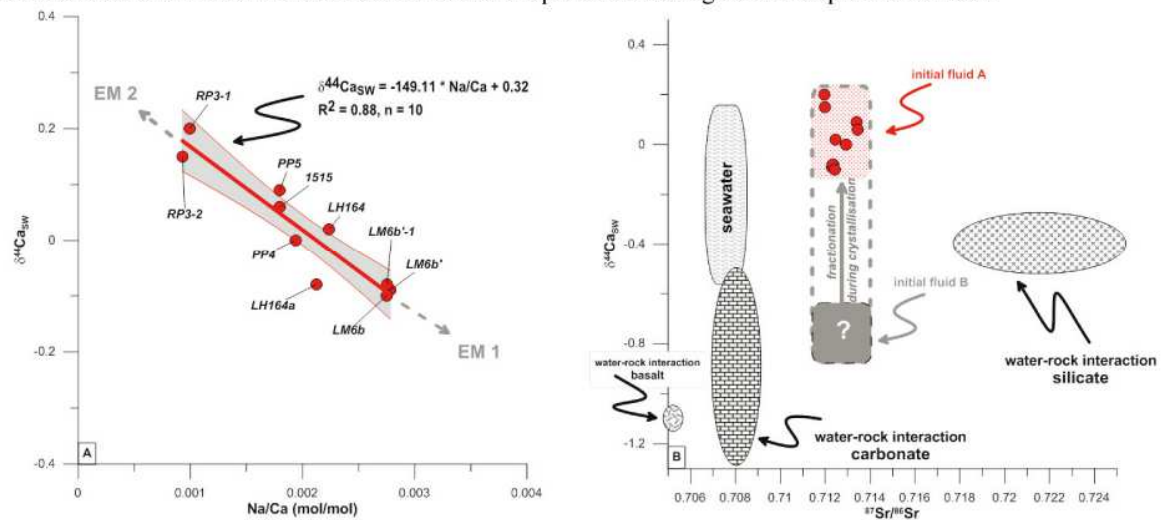 0.4
0.2
0
-0.2
-0.4
δ44CaSW
EM 2
RP3-1
RP3-2
δ44CaSW = -149.11 * Na/Ca + 0.32
R2 = 0.88, n = 10
PP5
1515
LH164
LM6b'-1
LM6b'
PP4
LH164a
LM6b
EM 1
A
0
0.001
0.002
0.003
0.004
Na/Ca (mol/mol)
0.4
0
-0.4
-0.8
-1.2
δ44CaSW
initial fluid A
seawater
fractionation
during crystallisation
initial fluid B
?
water-rock interaction
silicate
water-rock interaction
basalt
water-rock interaction
carbonate
B
0.706
0.708
0.71
0.712
0.714
0.716
0.718
0.72
0.722
0.724
87Sr/86Sr